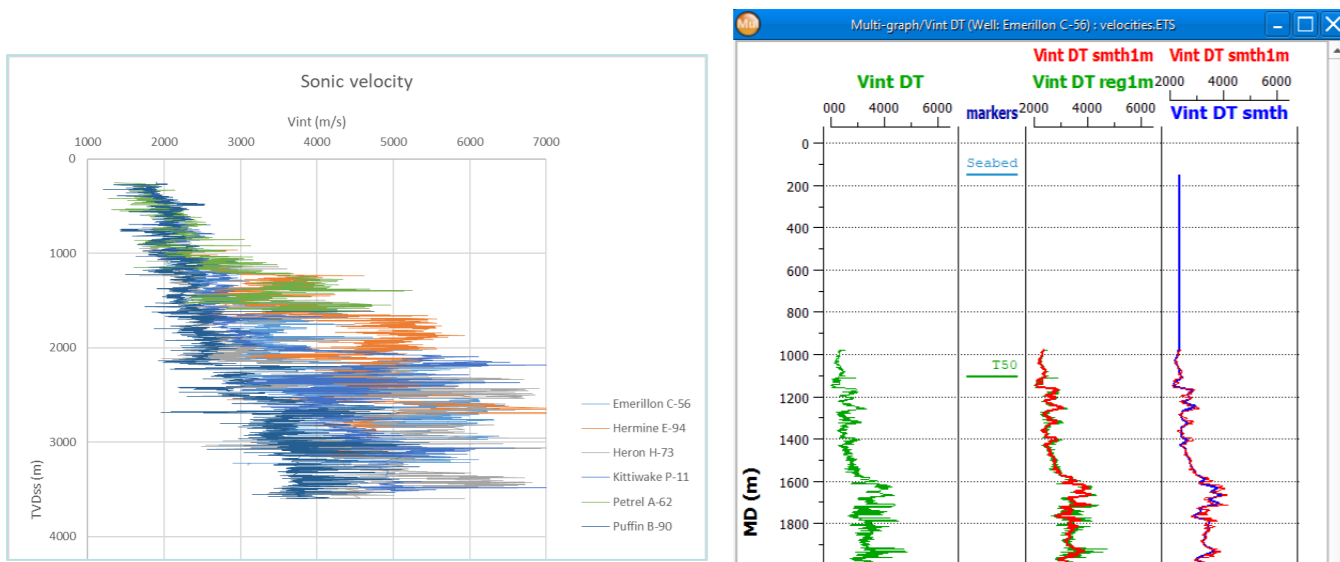 Sonic velocity
Vint (m/s)
1000 2000 3000 4000 5000 6000 7000
0
1000
2000
3000
4000
TVDss (m)
Emerillon C-56
Hermine E-94
Heron H-73
Kittiwake P-11
Petrel A-62
Puffin B-90
Mu
Multi-graph/Vint DT (Well: Emerillon C-56) : velocities.ETS
Vint DT smth1m Vint DT smth1m
Vint DT Vint DT reg1m
2000 4000 6000
000 4000 6000 markers 2000 4000 6000 Vint DT smth
0
Seabed
200
400
600
800
1000
T50
1200
1400
1600
1800
MD (m)